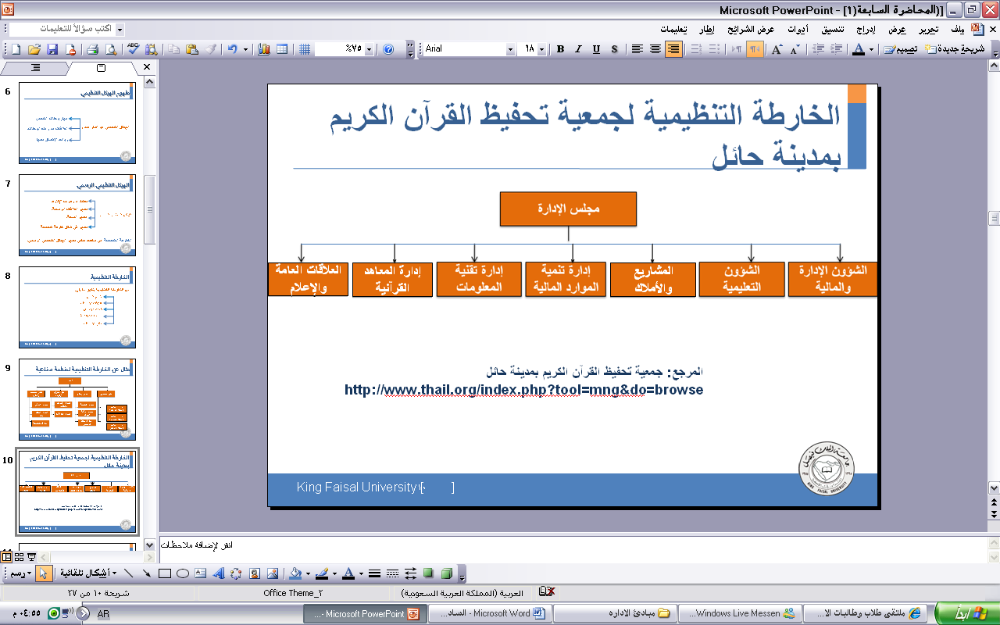 Microsoft PowerPoint - [(المحاضرة السابعة(1]
ملف تحرير عرض إدراج تنسيق أدوات عرض الشرائح إطار تعليمات
اكتب سؤالاً للتعليمات
٧٥% Arial ١٨ B I U S A A A تصميم شريحة جديدة
6
مفهوم الهيكل التنظيمي
7
الهيكل التنظيمي الرسمي
8
الخارطة التنظيمية
9
مثال عن الخارطة التنظيمية لمنظمة صناعية
10
الخارطة التنظيمية لجمعية تحفيظ القرآن الكريم
بمدينة حائل
الخارطة التنظيمية لجمعية تحفيظ القرآن الكريم
بمدينة حائل
مجلس الإدارة
الشؤون الإدارة والمالية
الشؤون التعليمية
المشاريع والأملاك
إدارة تنمية الموارد المالية
إدارة تقنية المعلومات
إدارة المعاهد القرآنية
العلاقات العامة والإعلام
المرجع: جمعية تحفيظ القرآن الكريم بمدينة حائل
http://www.thail.org/index.php?tool=mng&do=browse
King Faisal University
جامعة الملك فيصل
KING FAISAL UNIVERSITY
انقر لإضافة ملاحظات
رسم أشكال تلقائية
شريحة ١٠ من ٢٧ Office Theme_٢ العربية (المملكة العربية السعودية)
ابدأ ملتقى طلاب وطالبات الا... Windows Live Messen... مبادئ الاداره الساد... - Microsoft Word Microsoft PowerPoint -... AR ٠٤:٥٥ م